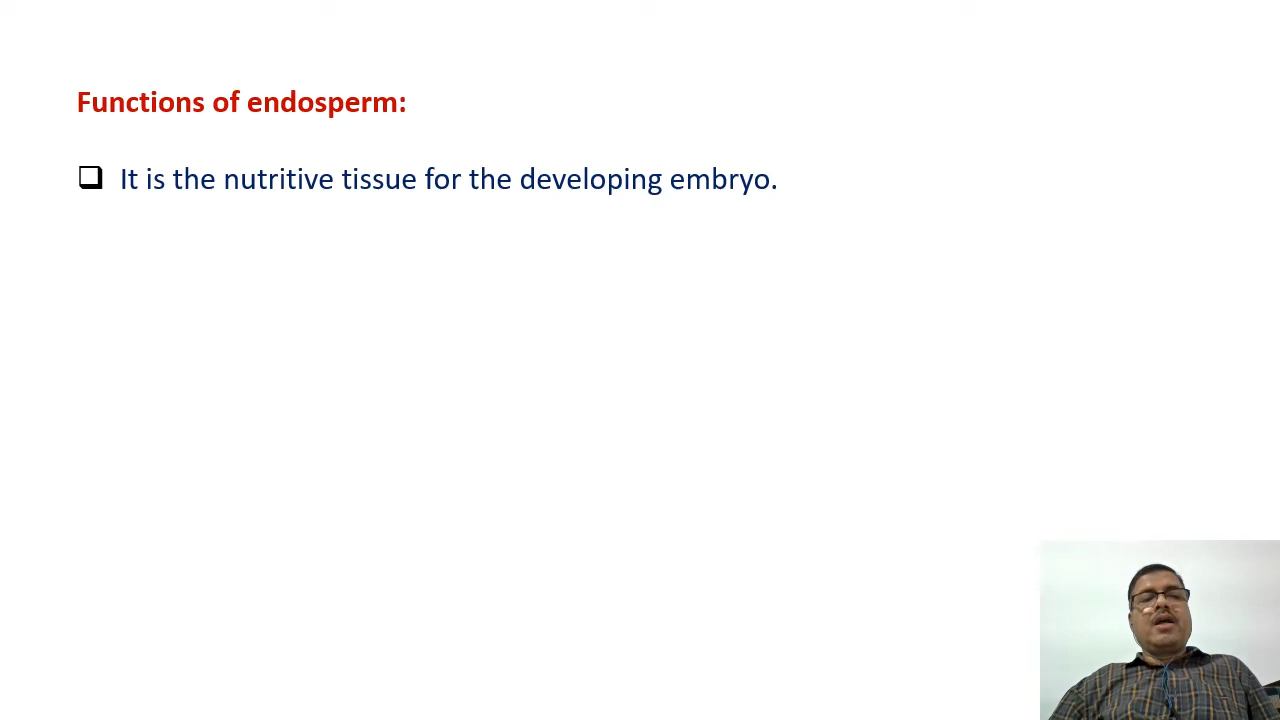 Functions of endosperm:
It is the nutritive tissue for the developing embryo.